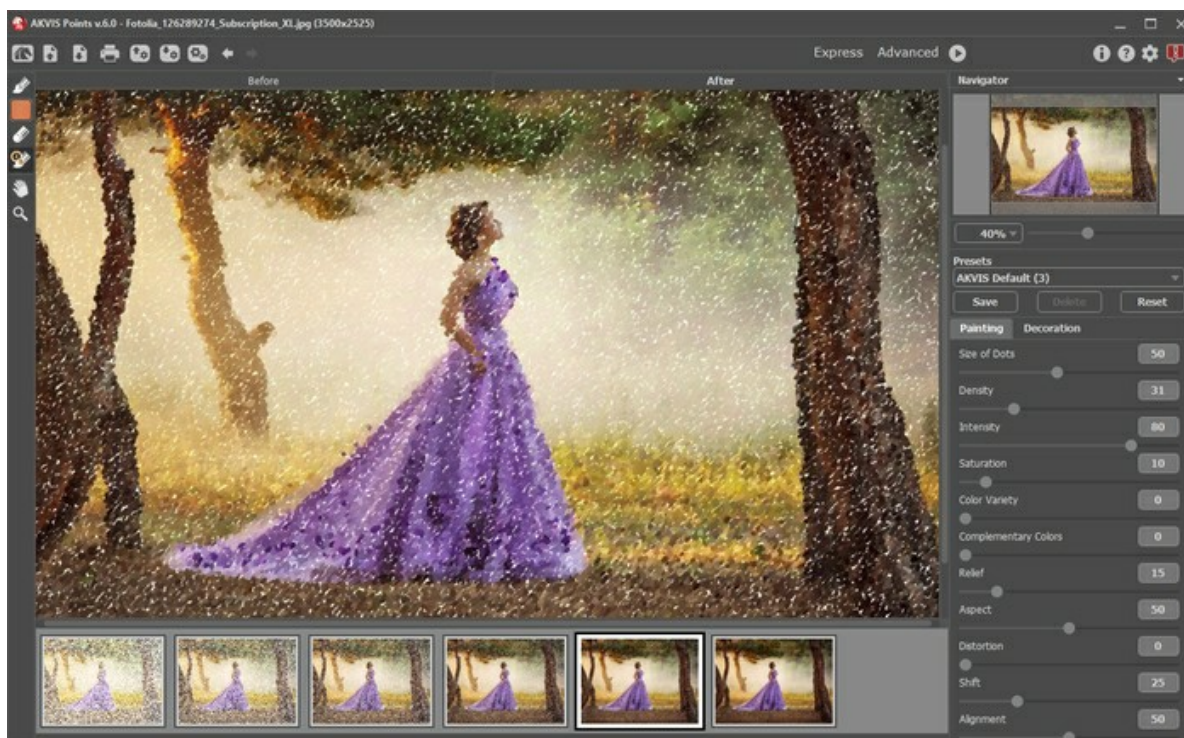 AKVIS Points v.6.0 - Fotolia_126289274_Subscription_XL.jpg (3500x2525)
Express Advanced
Before After
Navigator
40%
Presets
AKVIS Default (3)
Save Delete Reset
Painting Decoration
Size of Dots 50
Density 31
Intensity 80
Saturation 10
Color Variety 0
Complementary Colors 0
Relief 15
Aspect 50
Distortion 0
Shift 25
Alignment 50